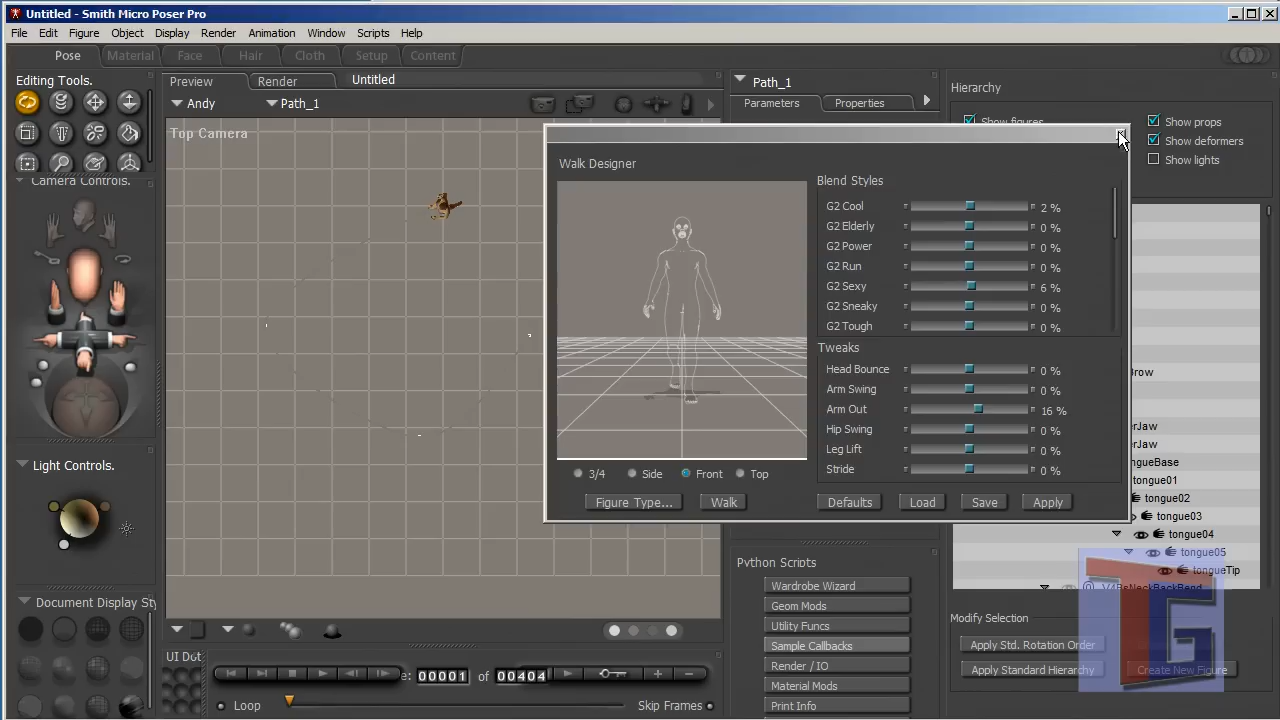 Untitled - Smith Micro Poser Pro
File Edit Figure Object Display Render Animation Window Scripts Help
Pose Material Face Hair Cloth Setup Content
Editing Tools.
Preview Render Untitled
Andy Path_1
Top Camera
Camera Controls.
Light Controls.
Document Display Sty
UI Dot
Path_1
Parameters Properties
Hierarchy
Show figures Show props
Show deformers
Show lights
Walk Designer
Blend Styles
G2 Cool 2 %
G2 Elderly 0 %
G2 Power 0 %
G2 Run 0 %
G2 Sexy 6 %
G2 Sneaky 0 %
G2 Tough 0 %
Tweaks
Head Bounce 0 %
Arm Swing 0 %
Arm Out 16 %
Hip Swing 0 %
Leg Lift 0 %
Stride 0 %
3/4 Side Front Top
Figure Type... Walk Defaults Load Save Apply
row
erJaw
erJaw
ngueBase
ngue01
tongue02
tongue03
tongue04
tongue05
tongueTip
Python Scripts
Wardrobe Wizard
Geom Mods
Utility Funcs
Sample Callbacks
Render / IO
Material Mods
Print Info
Modify Selection
Apply Std. Rotation Order
Apply Standard Hierarchy Create New Figure
e: 00001 of 00404
Loop Skip Frames
TG